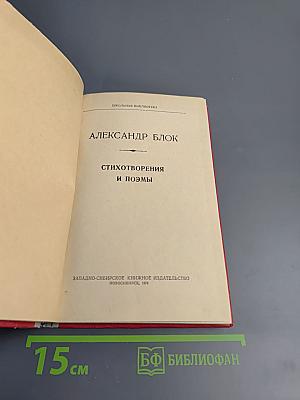 ШКОЛЬНАЯ БИБЛИОТЕКА
АЛЕКСАНДР БЛОК
СТИХОТВОРЕНИЯ
И ПОЭМЫ
ЗАПАДНО-СИБИРСКОЕ КНИЖНОЕ ИЗДАТЕЛЬСТВО
НОВОСИБИРСК,
15 см
БФ БИБЛИОФАН